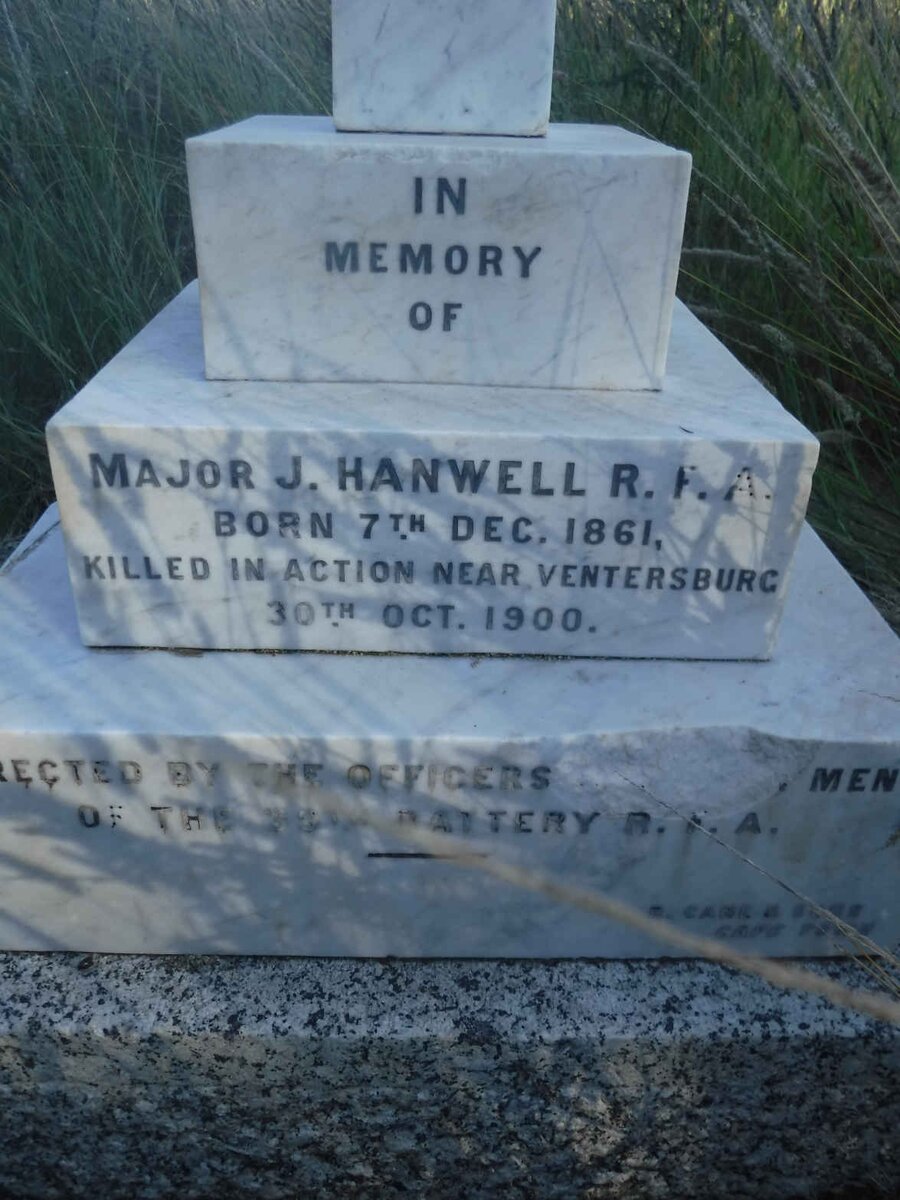 IN
MEMORY
OF
MAJOR J. HANWELL R. F. A.
BORN 7TH DEC. 1861,
KILLED IN ACTION NEAR VENTERSBURG
30TH OCT. 1900.
RECTED BY THE OFFICERS MEN
OF THE BATTERY R. F. A.
CAPE